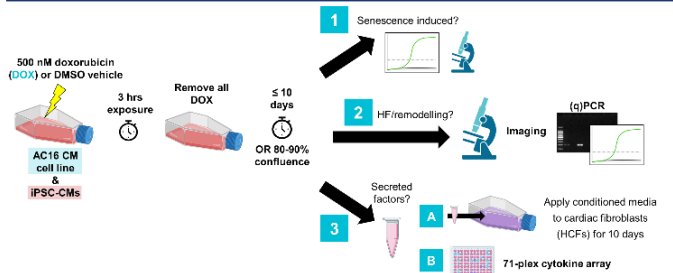 500 nM doxorubicin
(DOX) or DMSO vehicle
AC16 CM
cell line
&
iPSC-CMs
3 hrs
exposure
Remove all
DOX
≤ 10
days
OR 80-90%
confluence
1
Senescence induced?
2
HF/remodelling?
Imaging
(q)PCR
3
Secreted
factors?
A
Apply conditioned media
to cardiac fibroblasts
(HCFs) for 10 days
B
71-plex cytokine array